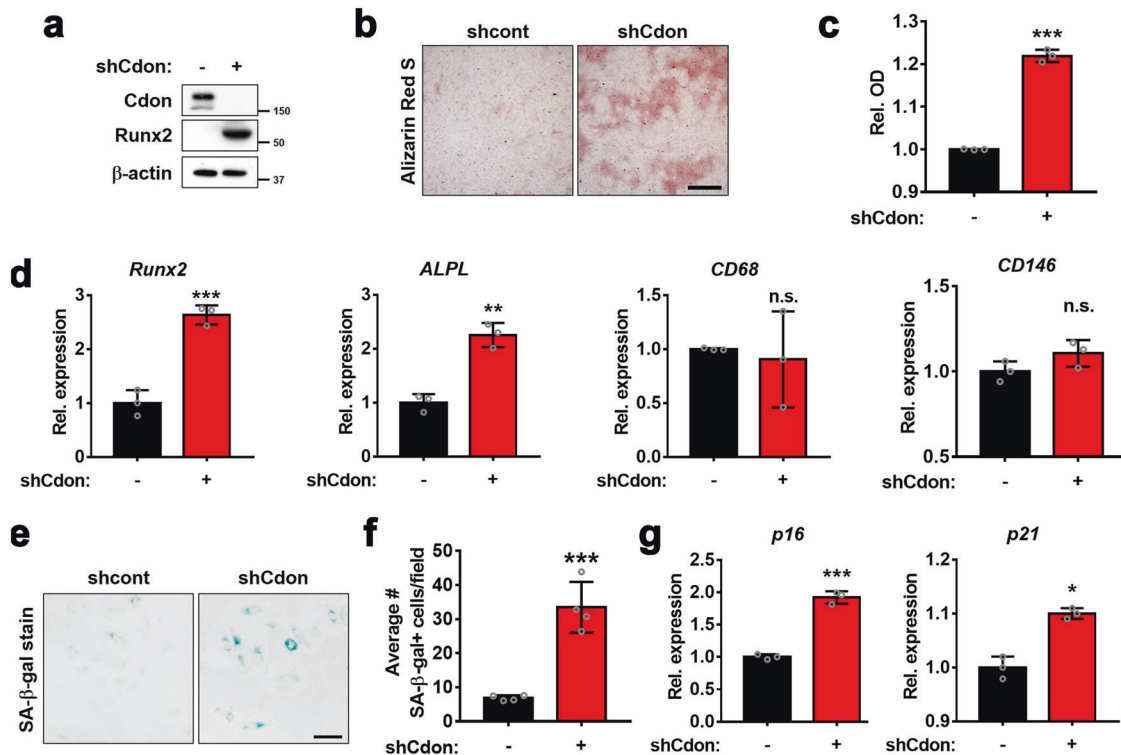 a
shCdon: - +
Cdon
150
Runx2
50
β-actin
37
b
shcont shCdon
Alizarin Red S
c
Rel. OD
1.3
1.2
1.1
1.0
0.9
shCdon: - +
***
d
Runx2
Rel. expression
3
2
1
0
***
shCdon: - +
ALPL
Rel. expression
3
2
1
0
**
shCdon: - +
CD68
Rel. expression
1.5
1.0
0.5
0.0
n.s.
shCdon: - +
CD146
Rel. expression
1.5
1.0
0.5
n.s.
shCdon: - +
e
shcont shCdon
SA-β-gal stain
f
Average #
SA-β-gal+ cells/field
50
40
30
20
10
0
***
shCdon: - +
g
p16
Rel. expression
2.5
2.0
1.5
1.0
0.5
0.0
***
shCdon: - +
p21
Rel. expression
1.2
1.1
1.0
0.9
*
shCdon: - +